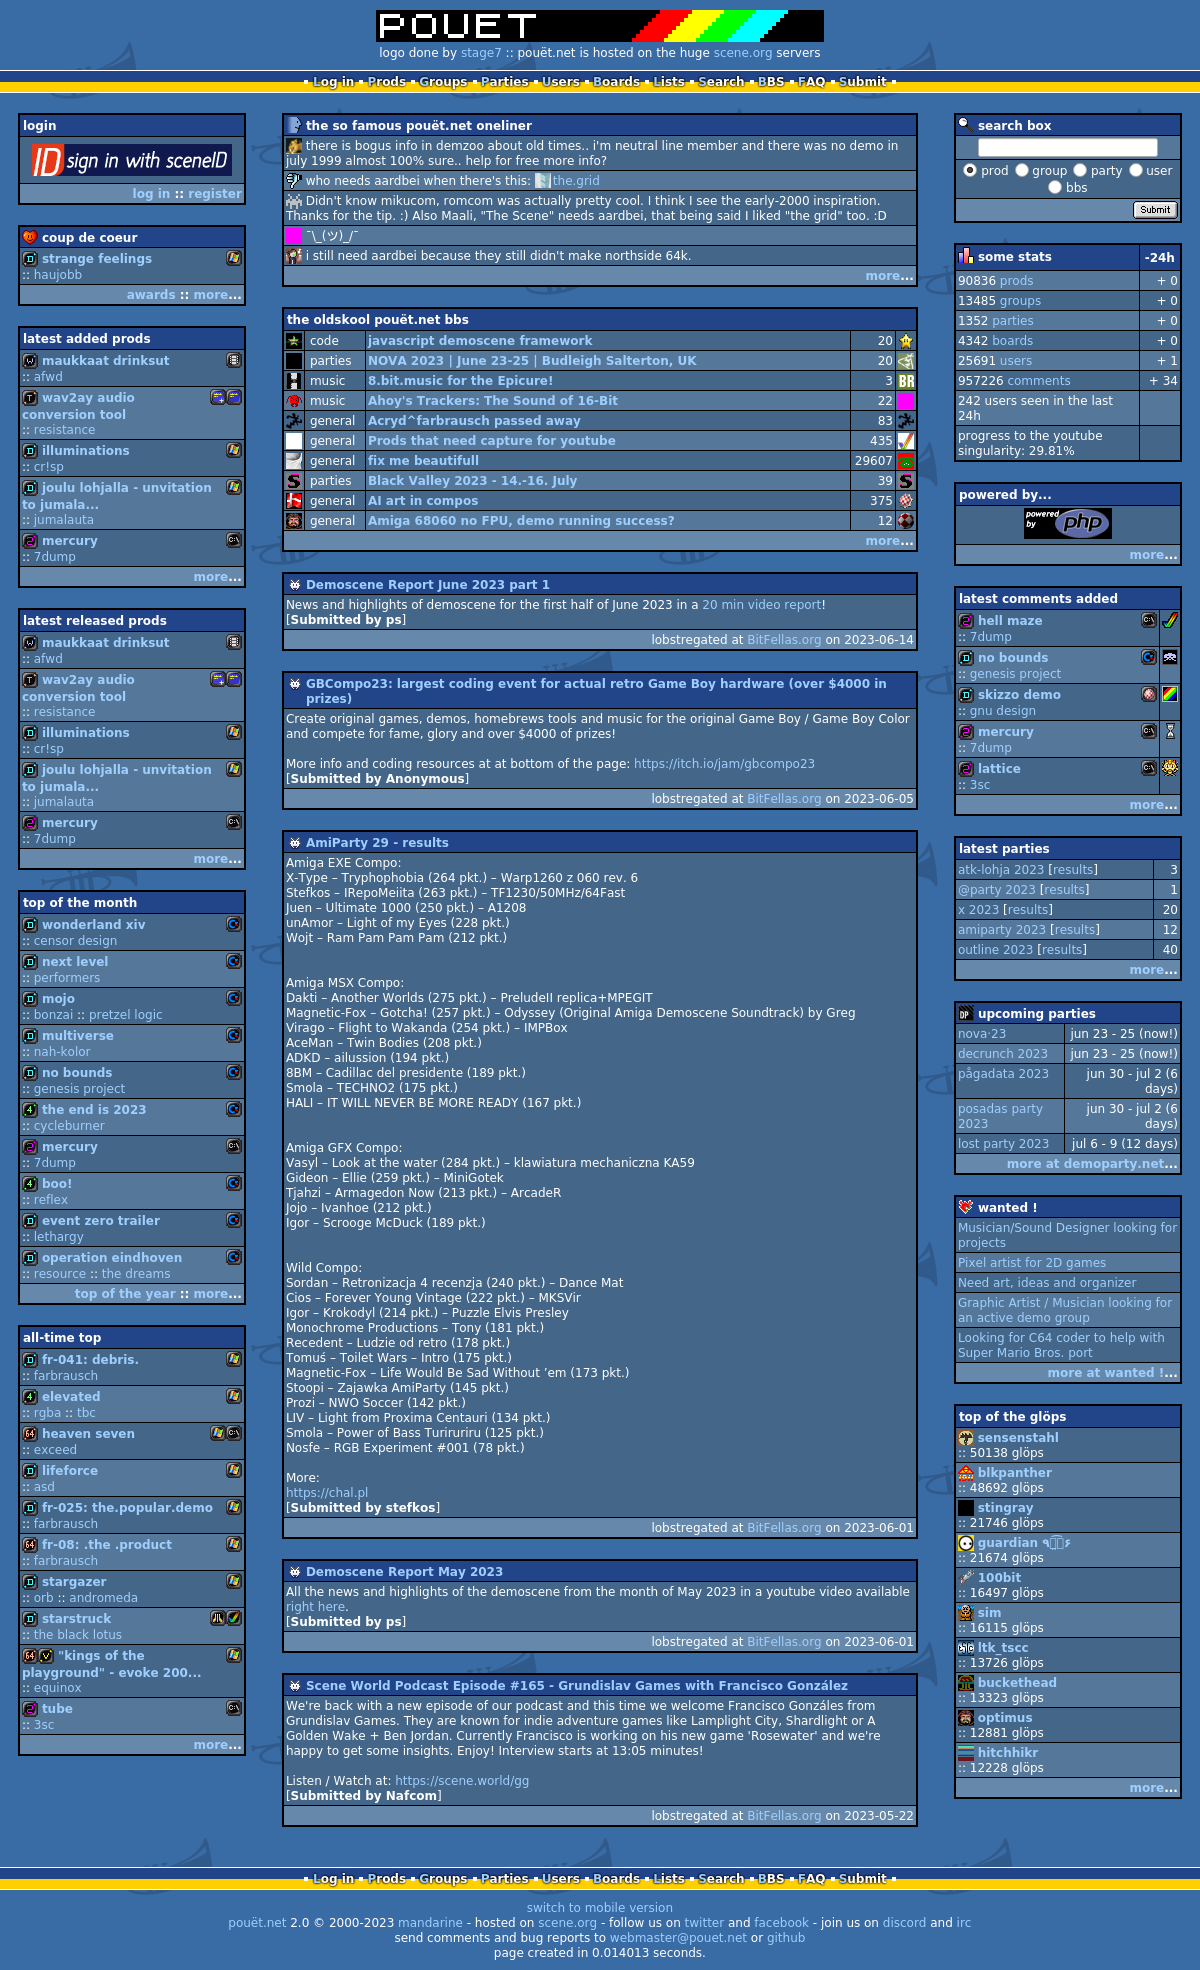 POUET
logo done by stage7 :: pouët.net is hosted on the huge scene.org servers
Log in Prods Groups Parties Users Boards Lists Search BBS FAQ Submit
login
ID sign in with sceneID
log in :: register
coup de coeur
strange feelings
:: haujobb
awards :: more...
latest added prods
maukkaat drinksut
:: afwd
wav2ay audio
conversion tool
:: resistance
illuminations
:: cr!sp
joulu lohjalla - unvitation
to jumala...
:: jumalauta
mercury
:: 7dump
more...
latest released prods
maukkaat drinksut
:: afwd
wav2ay audio
conversion tool
:: resistance
illuminations
:: cr!sp
joulu lohjalla - unvitation
to jumala...
:: jumalauta
mercury
:: 7dump
more...
top of the month
wonderland xiv
:: censor design
next level
:: performers
mojo
:: bonzai :: pretzel logic
multiverse
:: nah-kolor
no bounds
:: genesis project
the end is 2023
:: cycleburner
mercury
:: 7dump
boo!
:: reflex
event zero trailer
:: lethargy
operation eindhoven
:: resource :: the dreams
top of the year :: more...
all-time top
fr-041: debris.
:: farbrausch
elevated
:: rgba :: tbc
heaven seven
:: exceed
lifeforce
:: asd
fr-025: the.popular.demo
:: farbrausch
fr-08: .the .product
:: farbrausch
stargazer
:: orb :: andromeda
starstruck
:: the black lotus
"kings of the
playground" - evoke 200...
:: equinox
tube
:: 3sc
more...
the so famous pouët.net oneliner
there is bogus info in demzoo about old times.. i'm neutral line member and there was no demo in
july 1999 almost 100% sure.. help for free more info?
who needs aardbei when there's this: the.grid
Didn't know mikucom, romcom was actually pretty cool. I think I see the early-2000 inspiration.
Thanks for the tip. :) Also Maali, "The Scene" needs aardbei, that being said I liked "the grid" too. :D
¯\_(ツ)_/¯
i still need aardbei because they still didn't make northside 64k.
more...
the oldskool pouët.net bbs
code javascript demoscene framework 20
parties NOVA 2023 | June 23-25 | Budleigh Salterton, UK 20
music 8.bit.music for the Epicure! 3 BR
music Ahoy's Trackers: The Sound of 16-Bit 22
general Acryd^farbrausch passed away 83
general Prods that need capture for youtube 435
general fix me beautifull 29607
parties Black Valley 2023 - 14.-16. July 39
general AI art in compos 375
general Amiga 68060 no FPU, demo running success? 12
more...
Demoscene Report June 2023 part 1
News and highlights of demoscene for the first half of June 2023 in a 20 min video report!
[Submitted by ps]
lobstregated at BitFellas.org on 2023-06-14
GBCompo23: largest coding event for actual retro Game Boy hardware (over $4000 in
prizes)
Create original games, demos, homebrews tools and music for the original Game Boy / Game Boy Color
and compete for fame, glory and over $4000 of prizes!
More info and coding resources at at bottom of the page: https://itch.io/jam/gbcompo23
[Submitted by Anonymous]
lobstregated at BitFellas.org on 2023-06-05
AmiParty 29 - results
Amiga EXE Compo:
X-Type – Tryphophobia (264 pkt.) – Warp1260 z 060 rev. 6
Stefkos – IRepoMeiita (263 pkt.) – TF1230/50MHz/64Fast
Juen – Ultimate 1000 (250 pkt.) – A1208
unAmor – Light of my Eyes (228 pkt.)
Wojt – Ram Pam Pam Pam (212 pkt.)
Amiga MSX Compo:
Dakti – Another Worlds (275 pkt.) – PreludeII replica+MPEGIT
Magnetic-Fox – Gotcha! (257 pkt.) – Odyssey (Original Amiga Demoscene Soundtrack) by Greg
Virago – Flight to Wakanda (254 pkt.) – IMPBox
AceMan – Twin Bodies (208 pkt.)
ADKD – ailussion (194 pkt.)
8BM – Cadillac del presidente (189 pkt.)
Smola – TECHNO2 (175 pkt.)
HALI – IT WILL NEVER BE MORE READY (167 pkt.)
Amiga GFX Compo:
Vasyl – Look at the water (284 pkt.) – klawiatura mechaniczna KA59
Gideon – Ellie (259 pkt.) – MiniGotek
Tjahzi – Armagedon Now (213 pkt.) – ArcadeR
Jojo – Ivanhoe (212 pkt.)
Igor – Scrooge McDuck (189 pkt.)
Wild Compo:
Sordan – Retronizacja 4 recenzja (240 pkt.) – Dance Mat
Cios – Forever Young Vintage (222 pkt.) – MKSVir
Igor – Krokodyl (214 pkt.) – Puzzle Elvis Presley
Monochrome Productions – Tony (181 pkt.)
Recedent – Ludzie od retro (178 pkt.)
Tomuś – Toilet Wars – Intro (175 pkt.)
Magnetic-Fox – Life Would Be Sad Without ’em (173 pkt.)
Stoopi – Zajawka AmiParty (145 pkt.)
Prozi – NWO Soccer (142 pkt.)
LIV – Light from Proxima Centauri (134 pkt.)
Smola – Power of Bass Turiruriru (125 pkt.)
Nosfe – RGB Experiment #001 (78 pkt.)
More:
https://chal.pl
[Submitted by stefkos]
lobstregated at BitFellas.org on 2023-06-01
Demoscene Report May 2023
All the news and highlights of the demoscene from the month of May 2023 in a youtube video available
right here.
[Submitted by ps]
lobstregated at BitFellas.org on 2023-06-01
Scene World Podcast Episode #165 - Grundislav Games with Francisco González
We're back with a new episode of our podcast and this time we welcome Francisco Gonzáles from
Grundislav Games. They are known for indie adventure games like Lamplight City, Shardlight or A
Golden Wake + Ben Jordan. Currently Francisco is working on his new game 'Rosewater' and we're
happy to get some insights. Enjoy! Interview starts at 13:05 minutes!
Listen / Watch at: https://scene.world/gg
[Submitted by Nafcom]
lobstregated at BitFellas.org on 2023-05-22
search box
prod group party user
bbs
Submit
some stats -24h
90836 prods + 0
13485 groups + 0
1352 parties + 0
4342 boards + 0
25691 users + 1
957226 comments + 34
242 users seen in the last
24h
progress to the youtube
singularity: 29.81%
powered by...
powered by php
more...
latest comments added
hell maze
:: 7dump
no bounds
:: genesis project
skizzo demo
:: gnu design
mercury
:: 7dump
lattice
:: 3sc
more...
latest parties
atk-lohja 2023 [results] 3
@party 2023 [results] 1
x 2023 [results] 20
amiparty 2023 [results] 12
outline 2023 [results] 40
more...
upcoming parties
nova·23 jun 23 - 25 (now!)
decrunch 2023 jun 23 - 25 (now!)
pågadata 2023 jun 30 - jul 2 (6
days)
posadas party jun 30 - jul 2 (6
2023 days)
lost party 2023 jul 6 - 9 (12 days)
more at demoparty.net...
wanted !
Musician/Sound Designer looking for
projects
Pixel artist for 2D games
Need art, ideas and organizer
Graphic Artist / Musician looking for
an active demo group
Looking for C64 coder to help with
Super Mario Bros. port
more at wanted !...
top of the glöps
sensenstahl
:: 50138 glöps
blkpanther
:: 48692 glöps
stingray
:: 21746 glöps
guardian
:: 21674 glöps
100bit
:: 16497 glöps
sim
:: 16115 glöps
ltk_tscc
:: 13726 glöps
buckethead
:: 13323 glöps
optimus
:: 12881 glöps
hitchhikr
:: 12228 glöps
more...
Log in Prods Groups Parties Users Boards Lists Search BBS FAQ Submit
switch to mobile version
pouët.net 2.0 © 2000-2023 mandarine - hosted on scene.org - follow us on twitter and facebook - join us on discord and irc
send comments and bug reports to webmaster@pouet.net or github
page created in 0.014013 seconds.